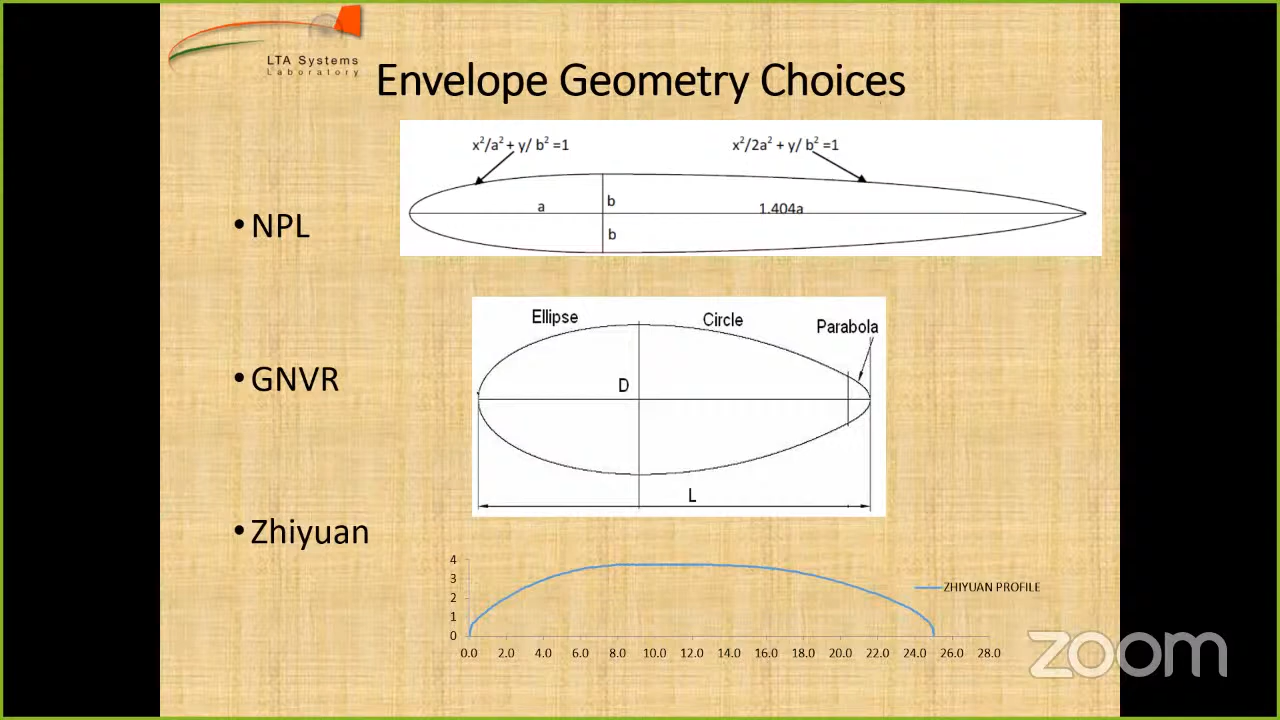 LTA Systems
Laboratory
Envelope Geometry Choices
x²/a² + y/ b² =1
x²/2a² + y/ b² =1
a
b
1.404a
b
• NPL
Ellipse
Circle
Parabola
D
L
• GNVR
• Zhiyuan
4
3
2
1
0
0.0 2.0 4.0 6.0 8.0 10.0 12.0 14.0 16.0 18.0 20.0 22.0 24.0 26.0 28.0
ZHIYUAN PROFILE
zoom